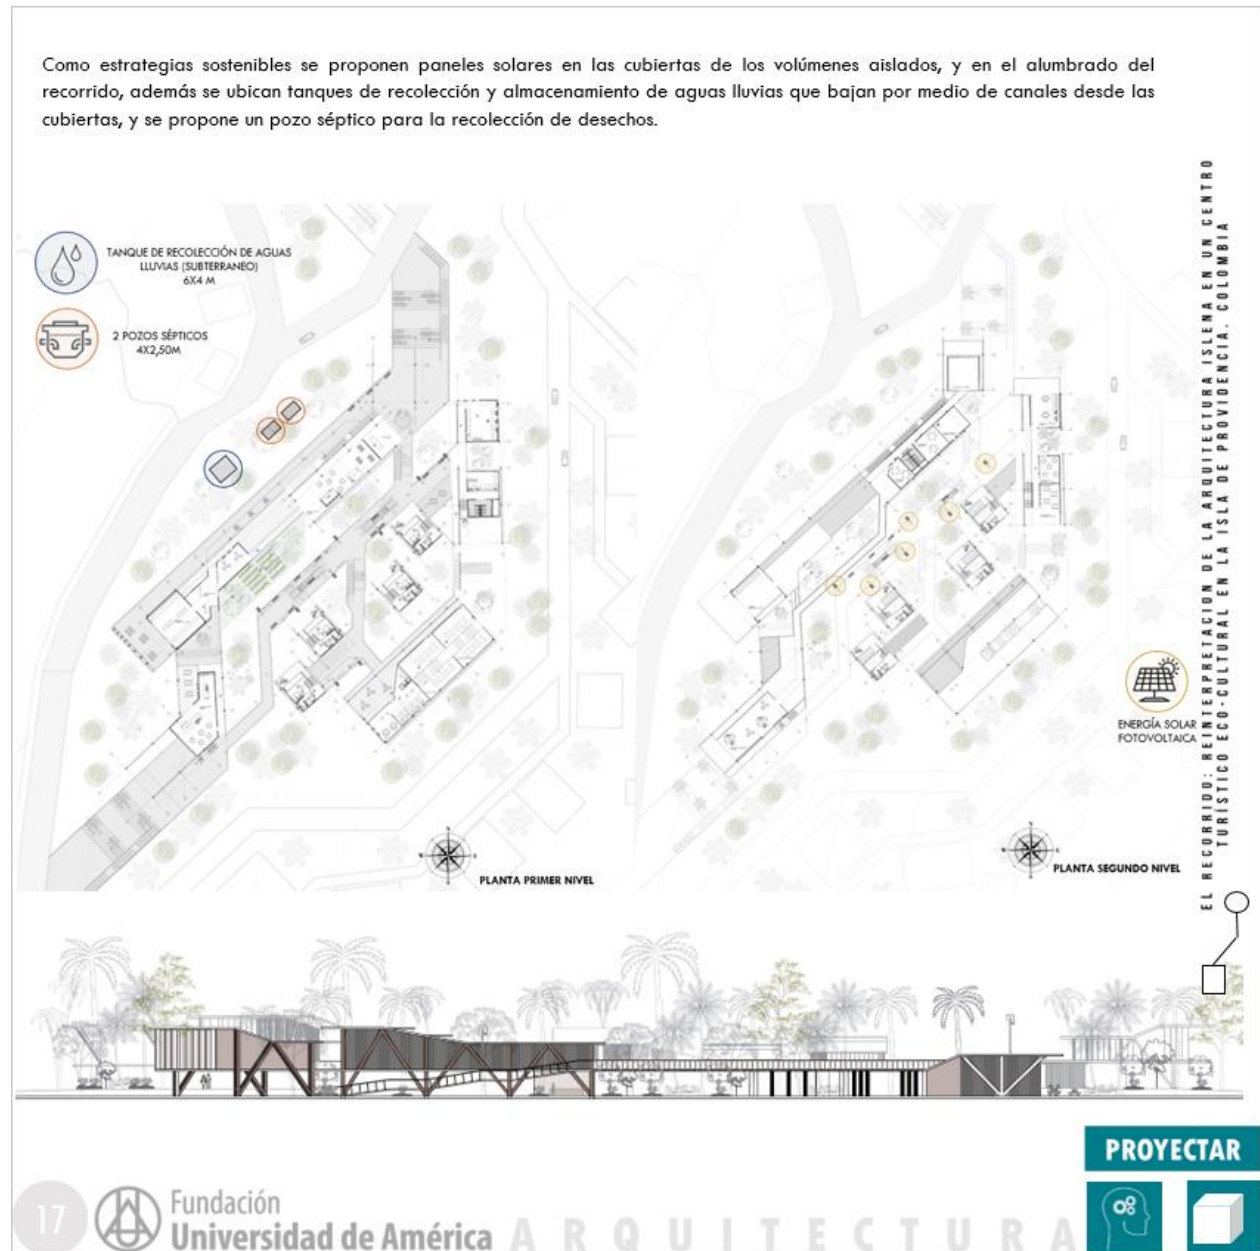 Como estrategias sostenibles se proponen paneles solares en las cubiertas de los volúmenes aislados, y en el alumbrado del
recorrido, además se ubican tanques de recolección y almacenamiento de aguas lluvias que bajan por medio de canales desde las
cubiertas, y se propone un pozo séptico para la recolección de desechos.
TANQUE DE RECOLECCIÓN DE AGUAS
LLUVIAS (SUBTERRANEO)
6X4 M
2 POZOS SÉPTICOS
4X2,50M
ENERGÍA SOLAR
FOTOVOLTAICA
PLANTA PRIMER NIVEL
PLANTA SEGUNDO NIVEL
EL RECORRIDO: REINTERPRETACION DE LA ARQUITECTURA ISLENA EN UN CENTRO
TURÍSTICO ECO-CULTURAL EN LA ISLA DE PROVIDENCIA, COLOMBIA
PROYECTAR
17
Fundación
Universidad de América
ARQUITECTURA